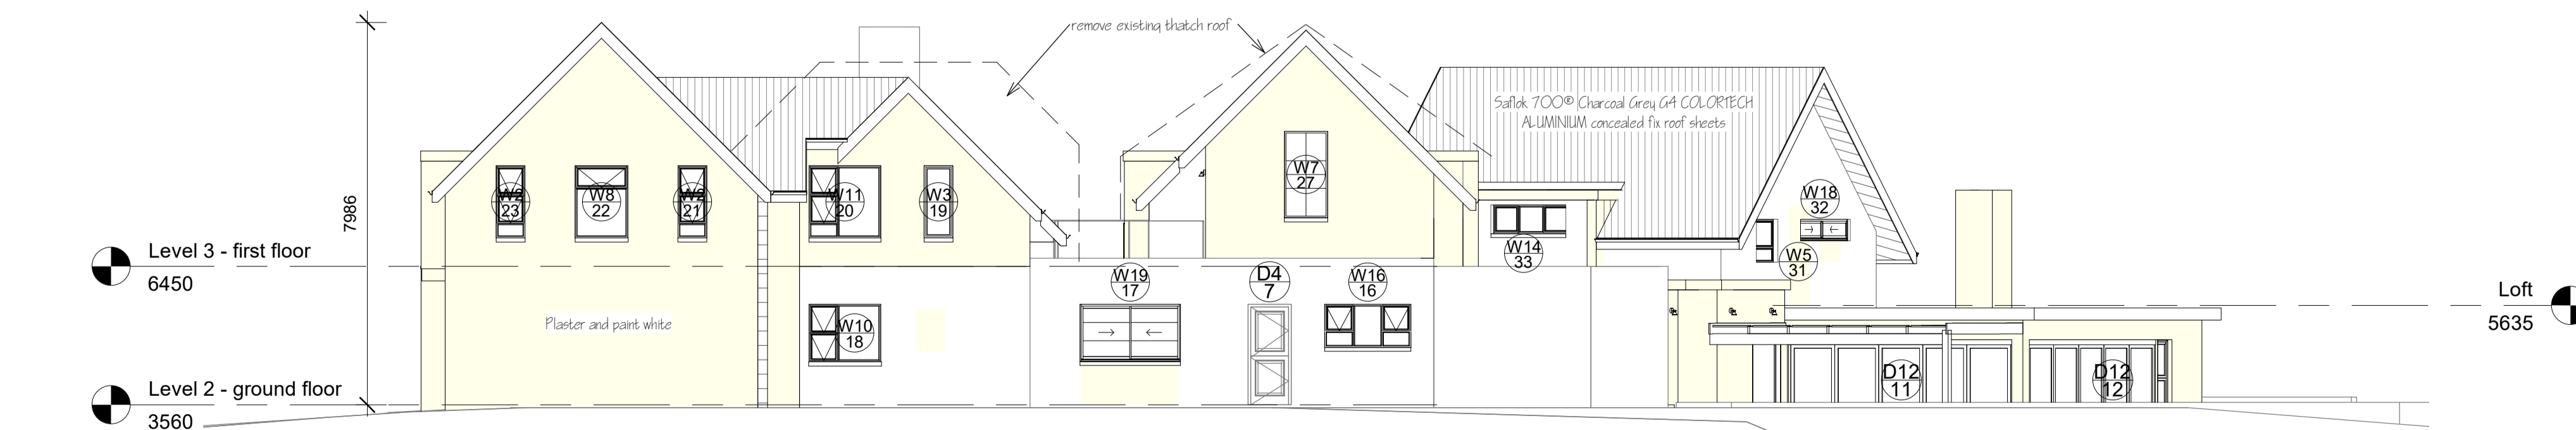 remove existing thatch roof
Saflok 700® Charcoal Grey G4 COLORTECH
ALUMINIUM concealed fix roof sheets
7986
W2
23
W8
22
W2
21
W11
20
W3
19
W7
27
W18
32
W14
33
W5
31
Level 3 - first floor
6450
W19
17
D4
7
W16
16
Loft
5635
Plaster and paint white
W10
18
D12
11
D12
12
Level 2 - ground floor
3560